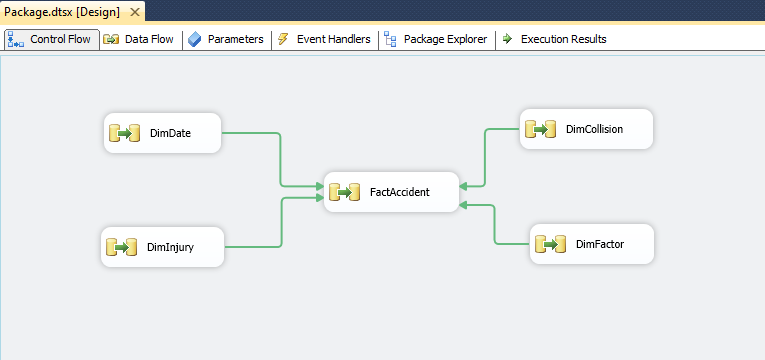 Package.dtsx [Design]
Control Flow
Data Flow
Parameters
Event Handlers
Package Explorer
Execution Results
DimDate
DimCollision
FactAccident
DimInjury
DimFactor